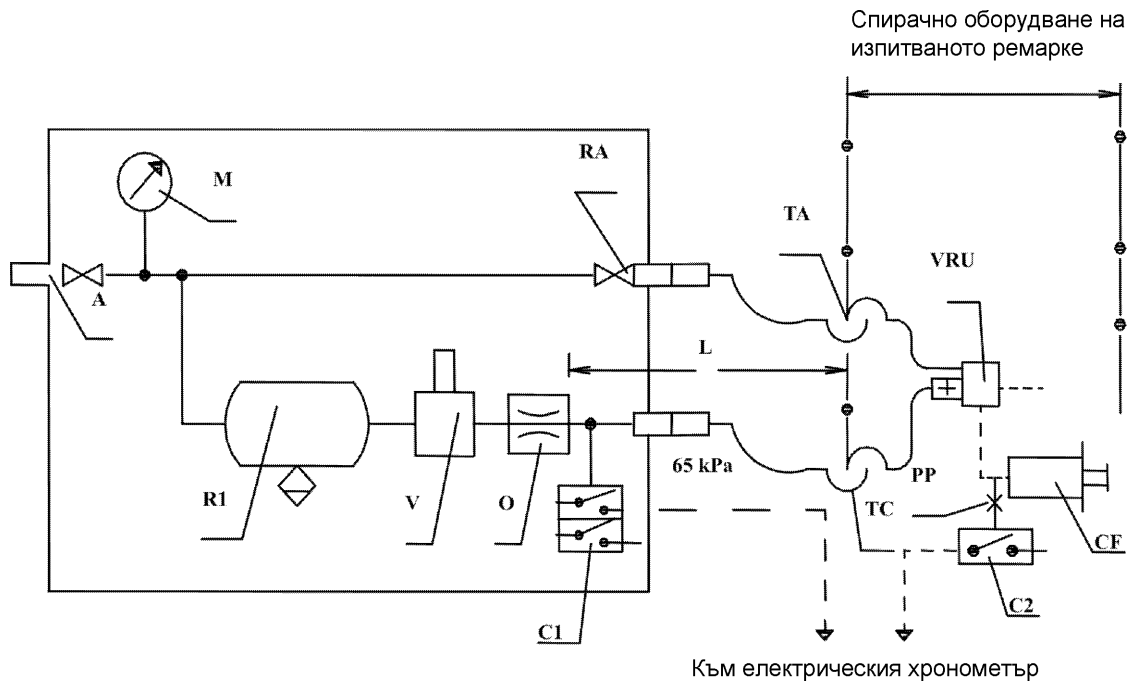 Спирачно оборудване на
изпитваното ремарке
RA
M
TA
VRU
A
L
65 kPa
PP
R1
V
O
TC
CF
C2
C1
Към електрическия хронометър